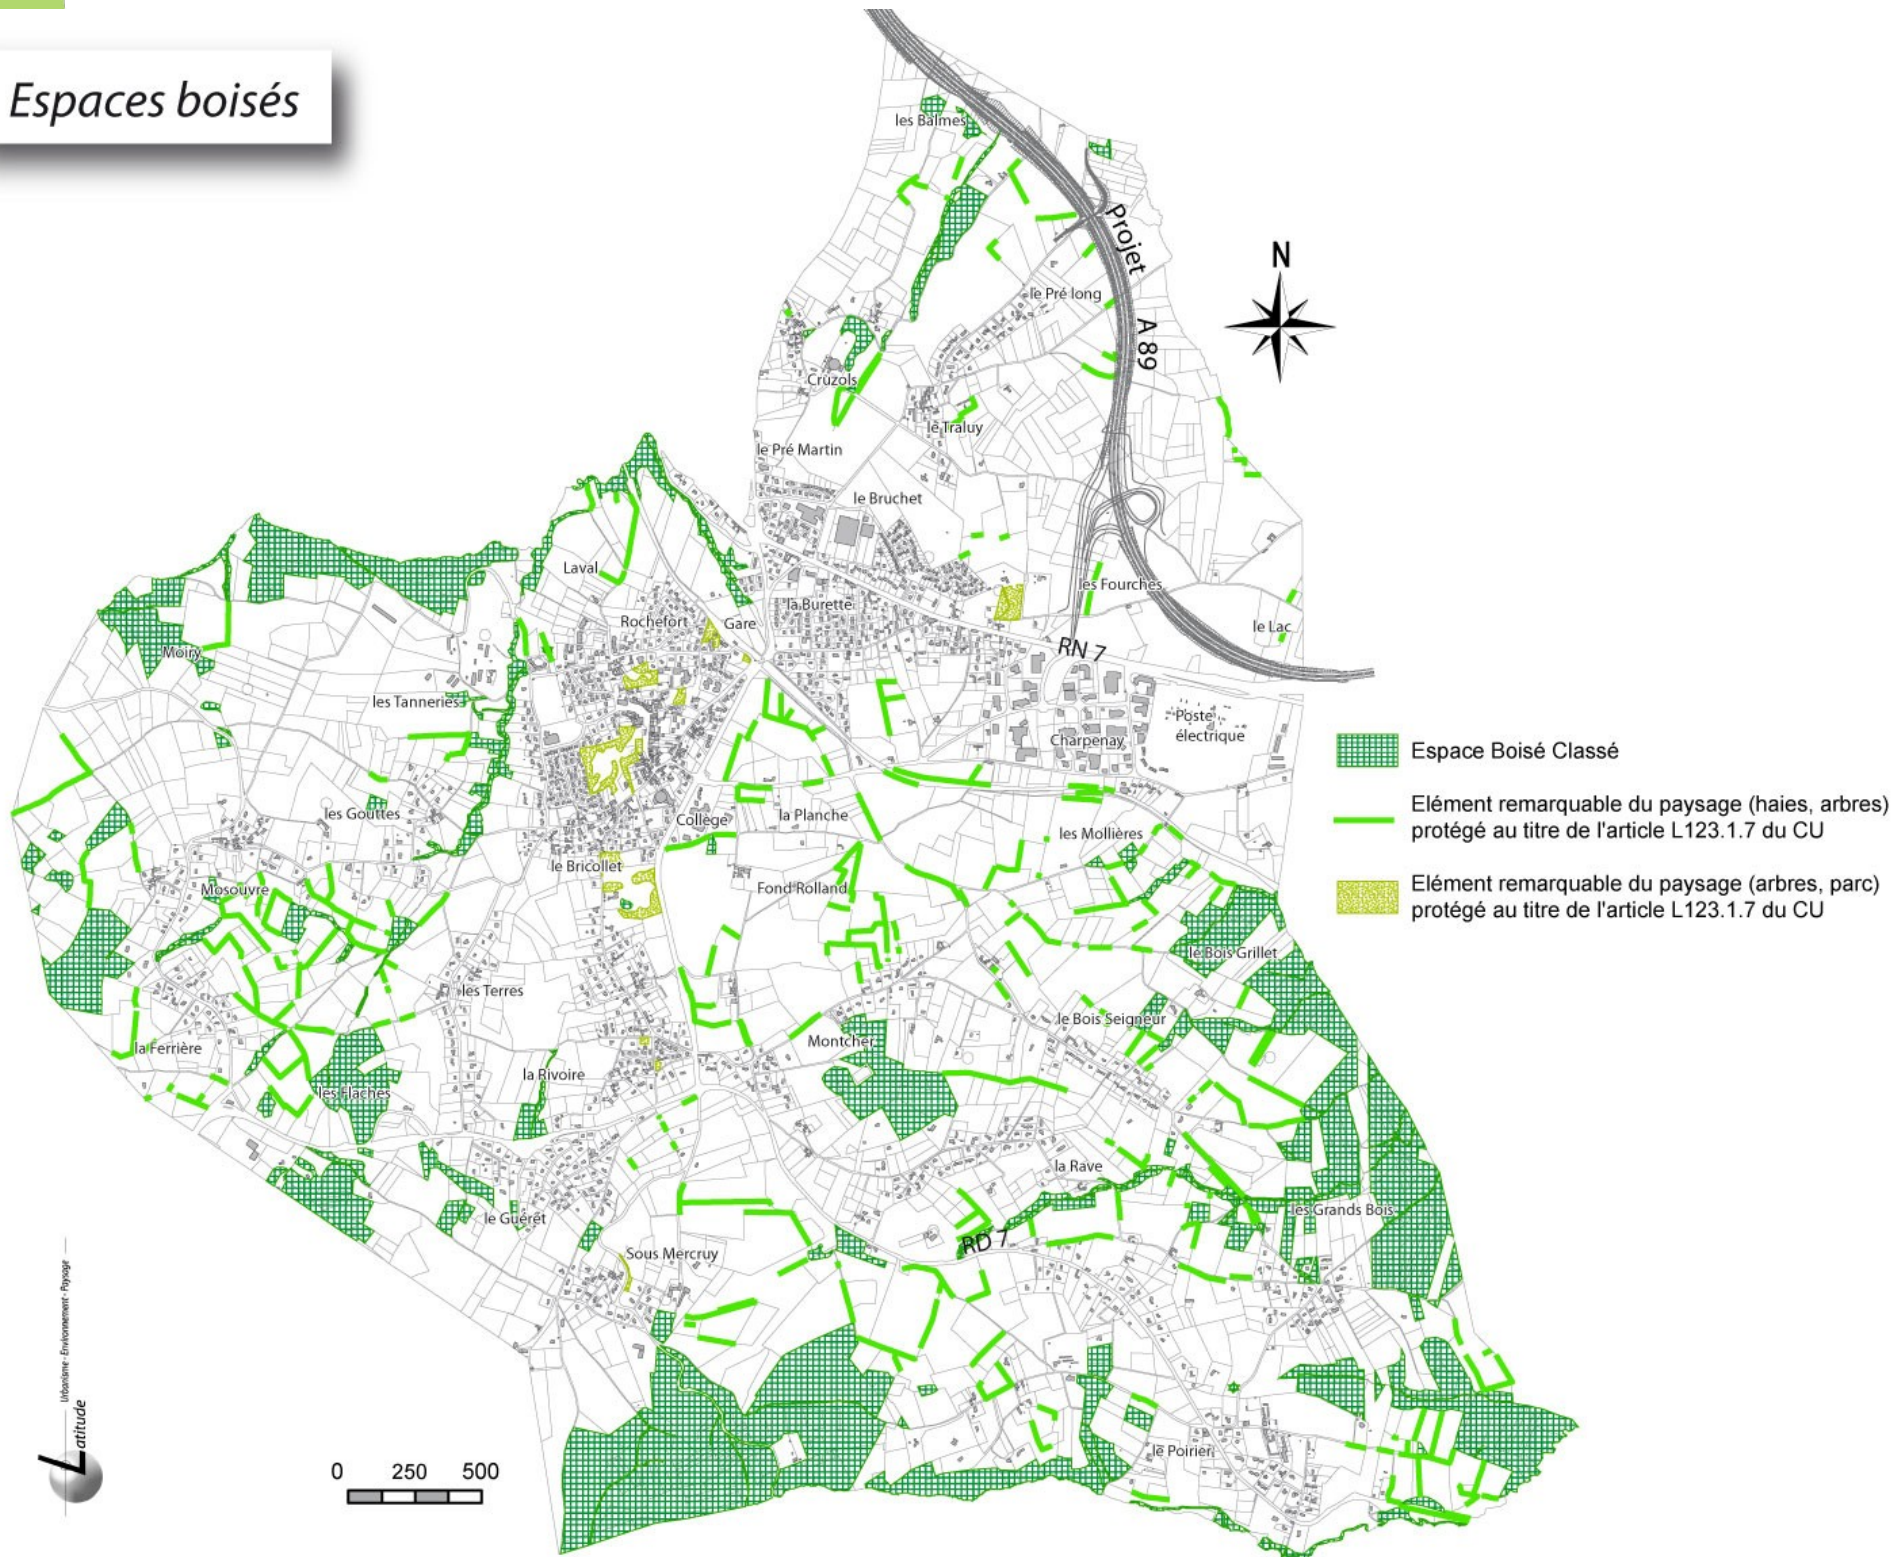 Espaces boisés
les Balmes
Projet
A 89
N
le Pré long
Cruzols
le Traluy
le Pré Martin
le Bruchet
Laval
les Fourches
Rochefort
Gare
la Burette
le Lac
RN 7
Moiry
les Tanneries
Poste
électrique
Charpenay
Espace Boisé Classé
Elément remarquable du paysage (haies, arbres)
protégé au titre de l'article L123.1.7 du CU
Elément remarquable du paysage (arbres, parc)
protégé au titre de l'article L123.1.7 du CU
les Gouttes
Collège
la Planche
les Mollières
le Bricollet
Mosouvre
Fond Rolland
le Bois Grillet
les Terres
le Bois Seigneur
la Ferrière
Montcher
la Rivoire
les Flaches
la Rave
les Grands Bois
le Guéret
Sous Mercruy
RD 7
le Poirier
Latitude
Urbanisme - Environnement - Paysage
0 250 500